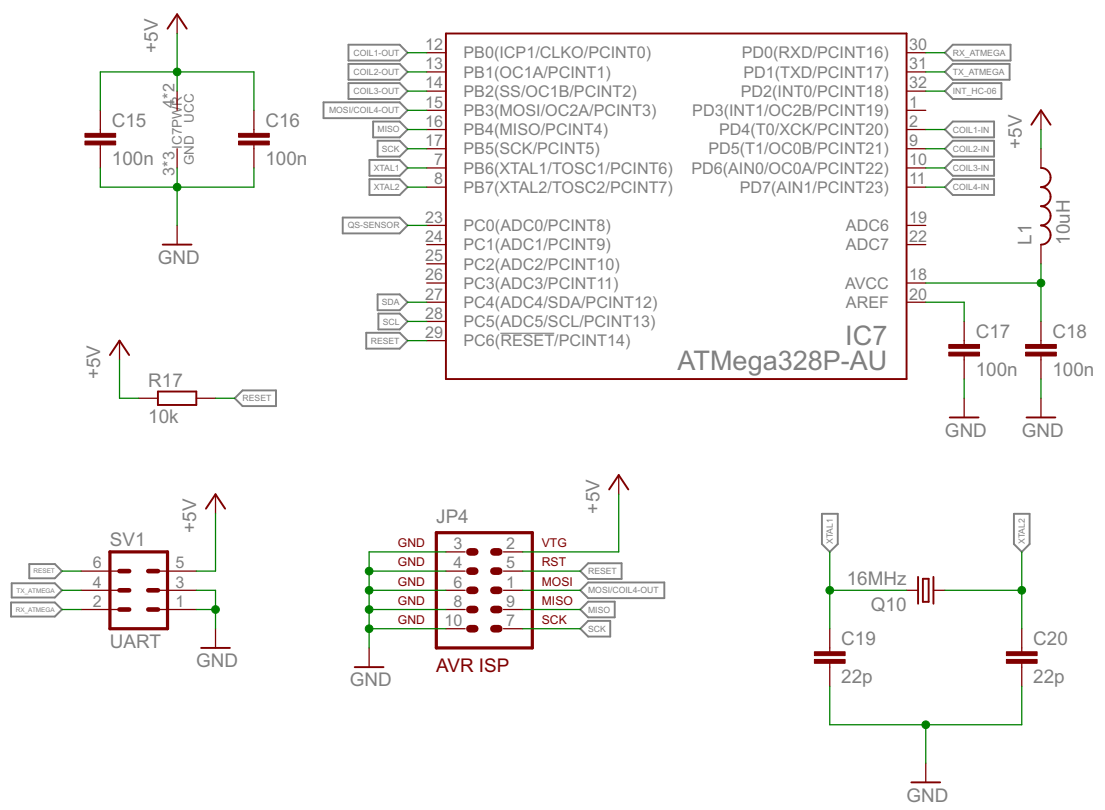 +5V
C15
100n
4*2
3*3
IC7PWR
GND UCC
C16
100n
GND
COIL1-OUT 12 PB0(ICP1/CLKO/PCINT0)
COIL2-OUT 13 PB1(OC1A/PCINT1)
COIL3-OUT 14 PB2(SS/OC1B/PCINT2)
MOSI/COIL4-OUT 15 PB3(MOSI/OC2A/PCINT3)
MISO 16 PB4(MISO/PCINT4)
SCK 17 PB5(SCK/PCINT5)
XTAL1 7 PB6(XTAL1/TOSC1/PCINT6)
XTAL2 8 PB7(XTAL2/TOSC2/PCINT7)
QS-SENSOR 23 PC0(ADC0/PCINT8)
24 PC1(ADC1/PCINT9)
25 PC2(ADC2/PCINT10)
26 PC3(ADC3/PCINT11)
SDA 27 PC4(ADC4/SDA/PCINT12)
SCL 28 PC5(ADC5/SCL/PCINT13)
RESET 29 PC6(RESET/PCINT14)
PD0(RXD/PCINT16) 30 RX_ATMEGA
PD1(TXD/PCINT17) 31 TX_ATMEGA
PD2(INT0/PCINT18) 32 INT_HC-06
PD3(INT1/OC2B/PCINT19) 1
PD4(T0/XCK/PCINT20) 2 COIL1-IN
PD5(T1/OC0B/PCINT21) 9 COIL2-IN
PD6(AIN0/OC0A/PCINT22) 10 COIL3-IN
PD7(AIN1/PCINT23) 11 COIL4-IN
ADC6 19
ADC7 22
AVCC 18
AREF 20
IC7
ATMega328P-AU
+5V
L1
10uH
C17
100n
GND
C18
100n
GND
+5V
R17
10k
RESET
+5V
SV1
RESET 6 5
TX_ATMEGA 4 3
RX_ATMEGA 2 1
UART
GND
+5V
JP4
GND 3 2 VTG
GND 4 5 RST RESET
GND 6 1 MOSI MOSI/COIL4-OUT
GND 8 9 MISO MISO
GND 10 7 SCK SCK
GND
AVR ISP
XTAL1
XTAL2
16MHz
Q10
C19
22p
C20
22p
GND